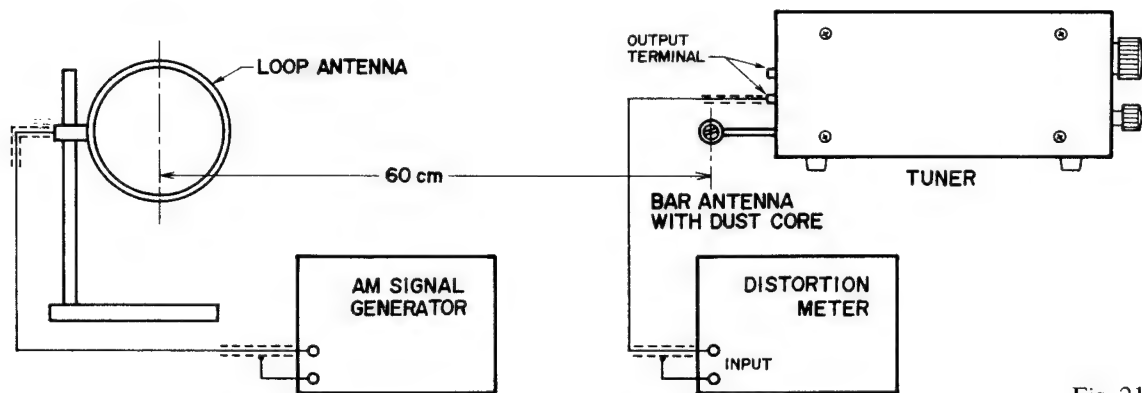 OUTPUT
TERMINAL
LOOP ANTENNA
60 cm
TUNER
BAR ANTENNA
WITH DUST CORE
AM SIGNAL
GENERATOR
DISTORTION
METER
INPUT